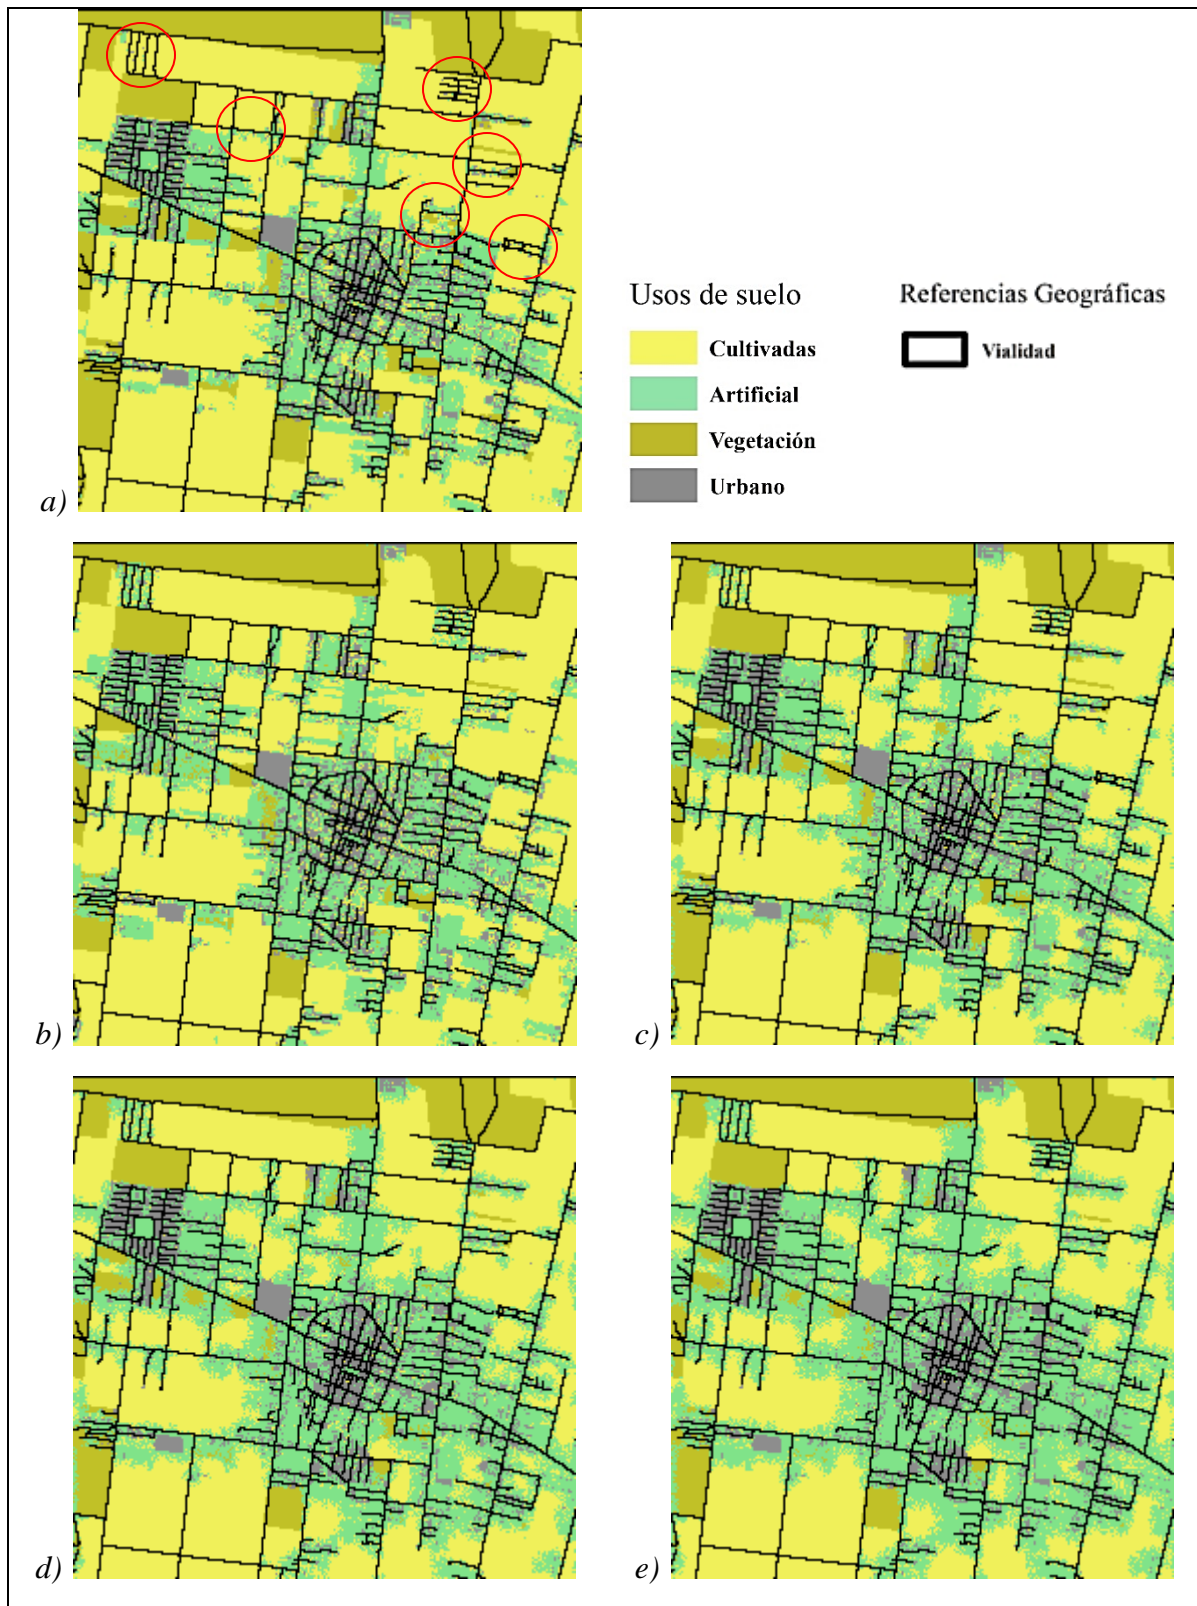 Usos de suelo
Referencias Geográficas
Cultivadas
Vialidad
Artificial
Vegetación
Urbano
a)
b)
c)
d)
e)